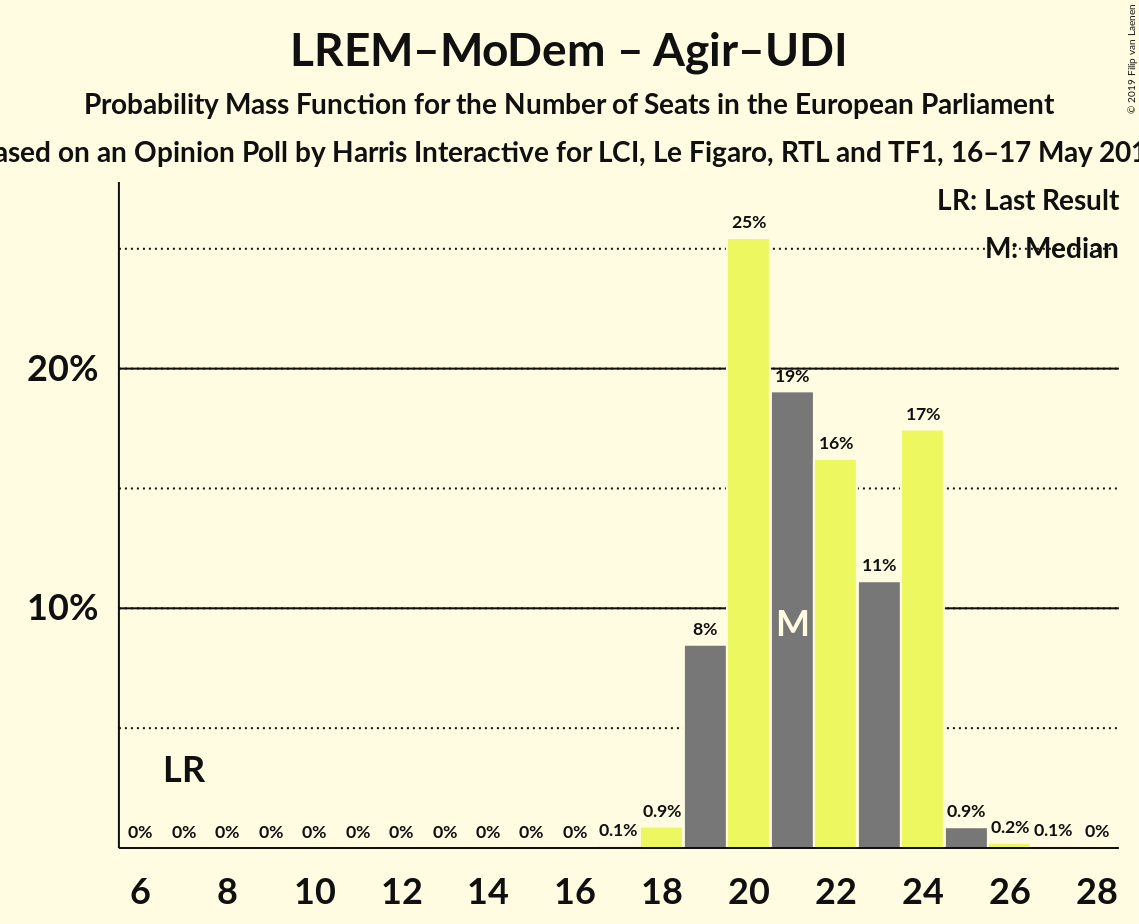 LREM–MoDem – Agir–UDI
Probability Mass Function for the Number of Seats in the European Parliament
on an Opinion Poll by Harris Interactive for LCI, Le Figaro, RTL and TF1, 16–17 May
© 2019 Filip van Laenen
LR: Last Result
M: Median
20%
10%
25%
19%
16%
11%
17%
8%
M
LR
0% 0% 0% 0% 0% 0% 0% 0% 0% 0% 0% 0.1% 0.9% 0.9% 0.2% 0.1% 0%
6 8 10 12 14 16 18 20 22 24 26 28